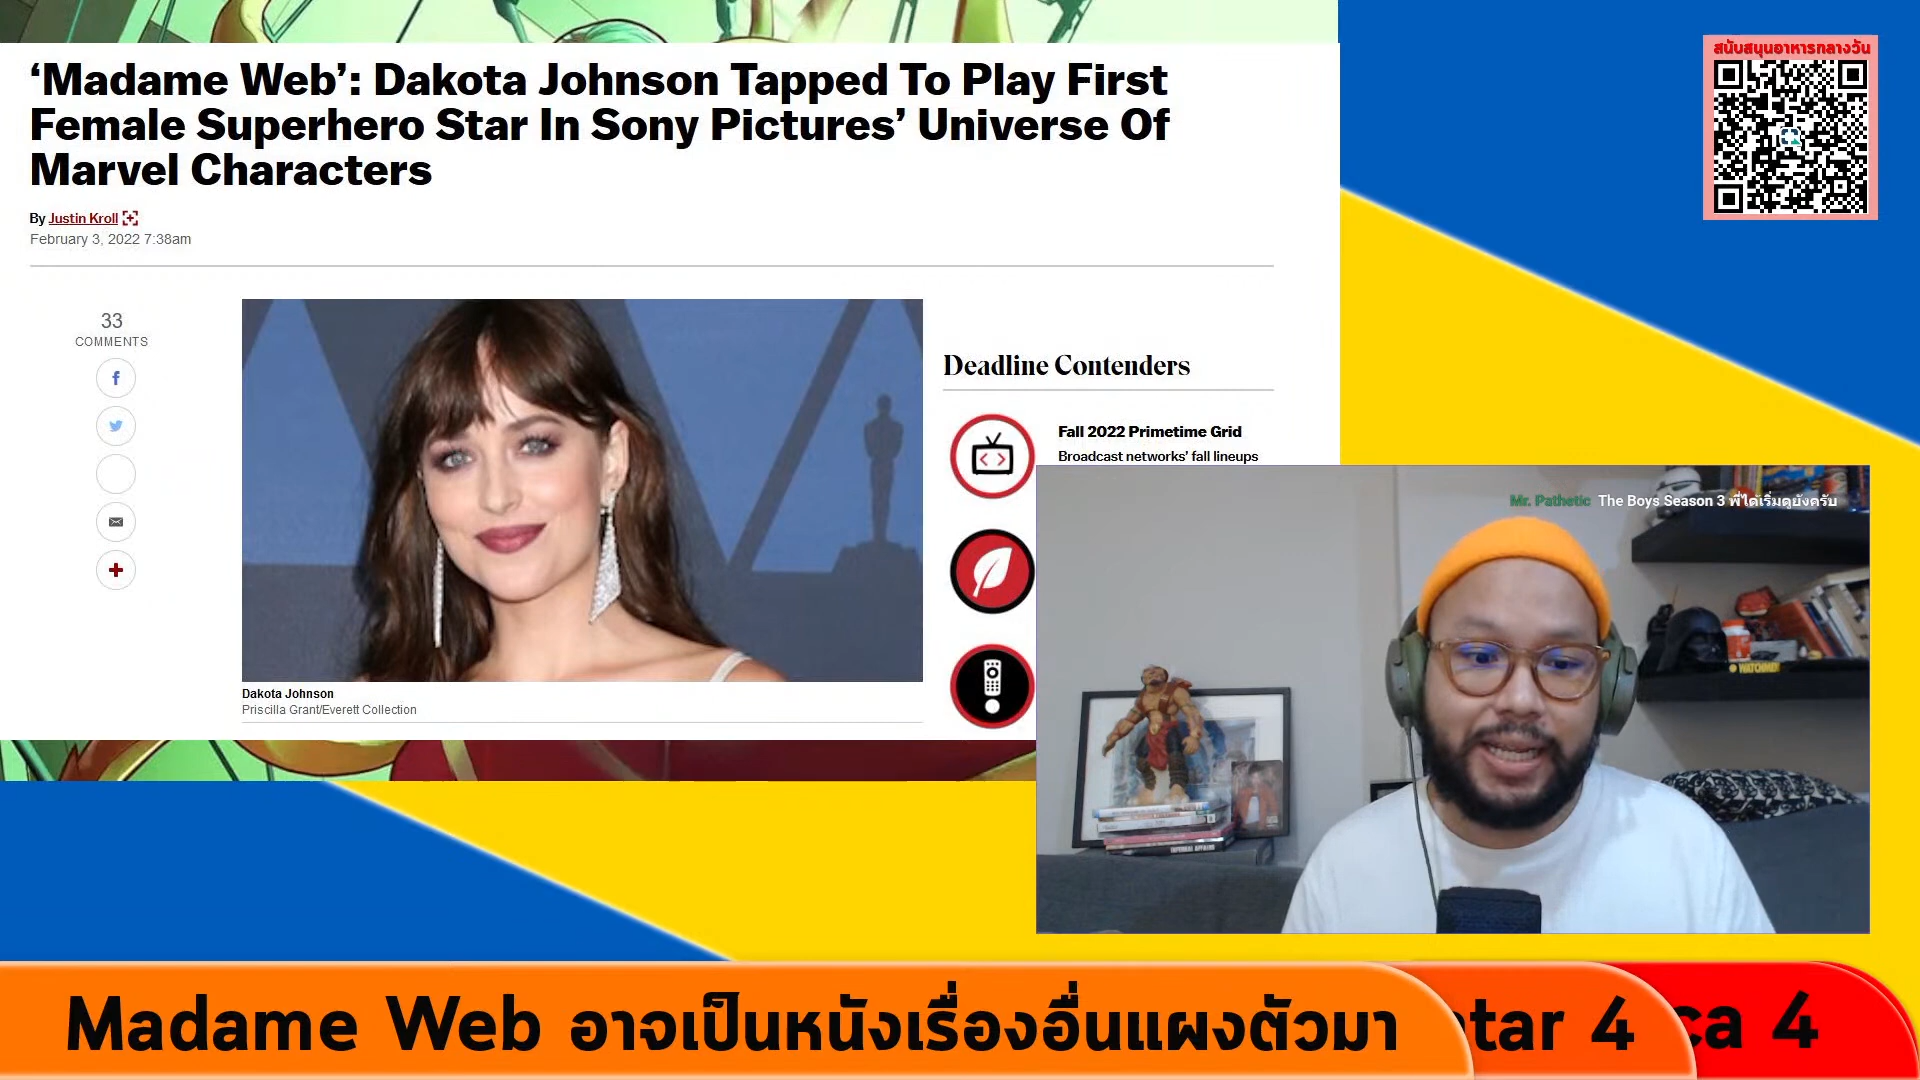 ‘Madame Web’: Dakota Johnson Tapped To Play First
Female Superhero Star In Sony Pictures’ Universe Of
Marvel Characters
By Justin Kroll
February 3, 2022 7:38am
33
COMMENTS
Dakota Johnson
Priscilla Grant/Everett Collection
Deadline Contenders
Fall 2022 Primetime Grid
Broadcast networks’ fall lineups
สนับสนุนอาหารกลางวัน
Mr. Pathetic The Boys Season 3 พี่ได้เริ่มดูยังครับ
INFERNAL AFFAIRS
Madame Web อาจเป็นหนังเรื่องอื่นแผงตัวมา
tar 4
ca 4